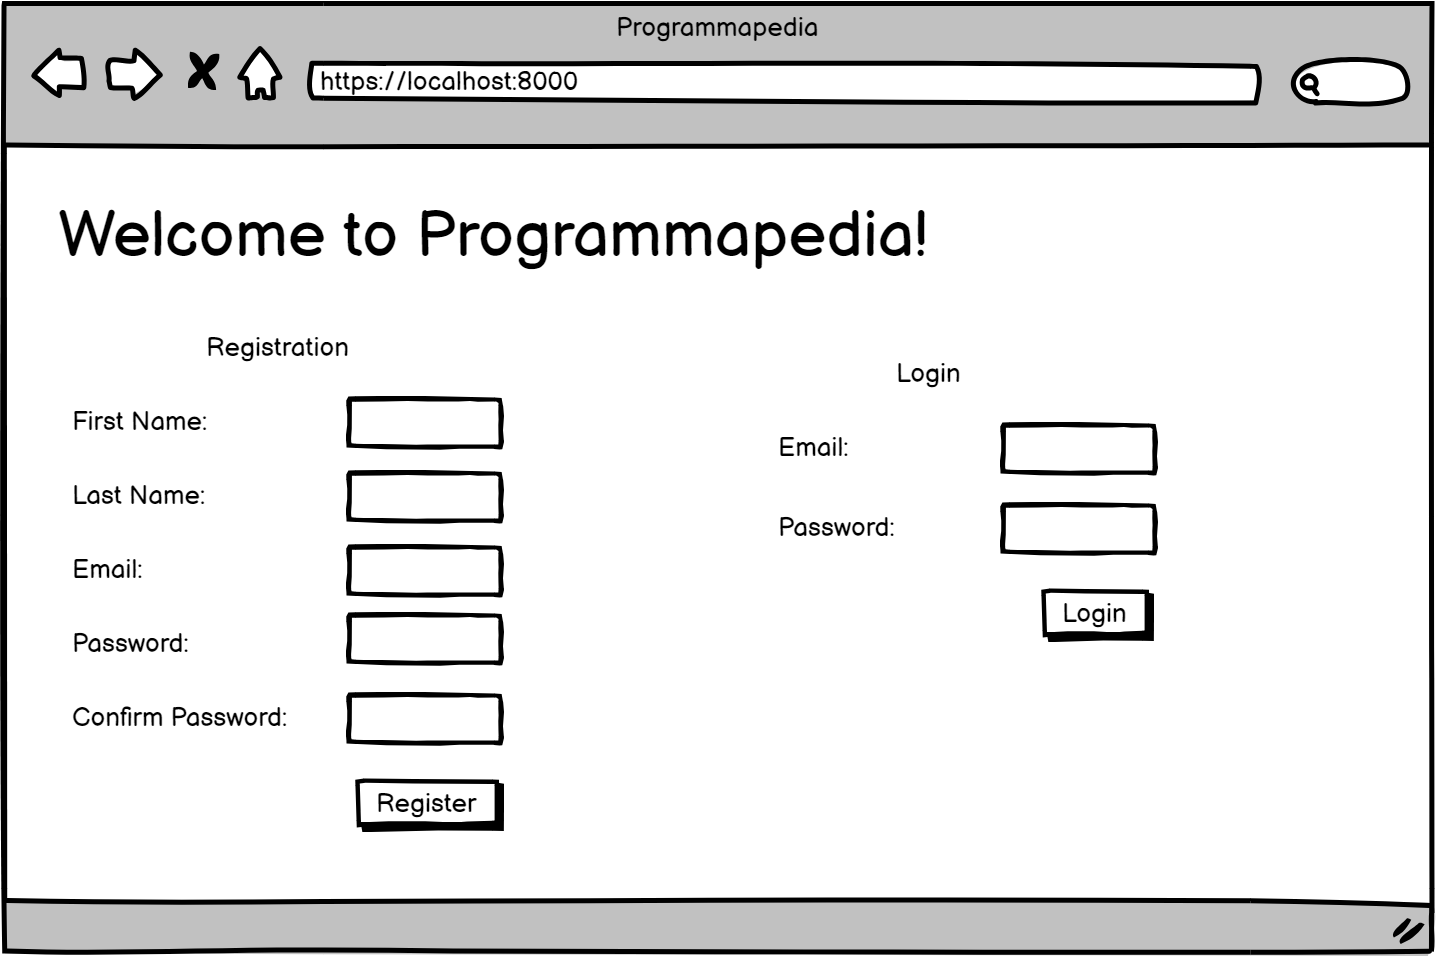 Programmapedia
https://localhost:8000
Welcome to Programmapedia!
Registration
First Name:
Last Name:
Email:
Password:
Confirm Password:
Register
Login
Email:
Password:
Login